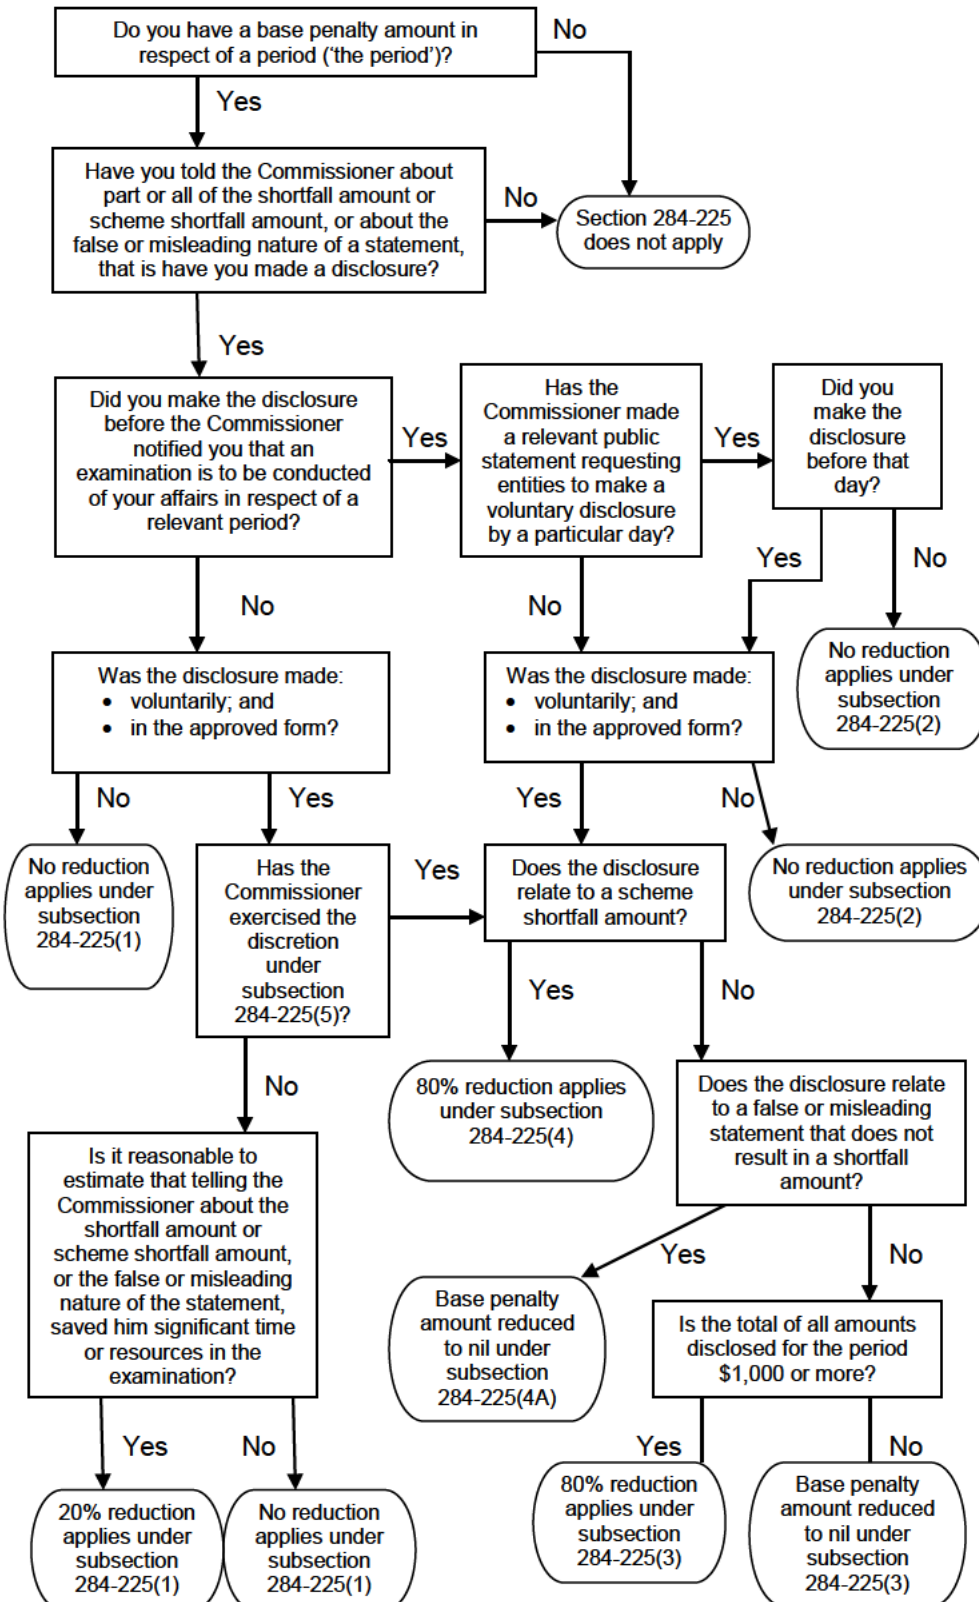 Do you have a base penalty amount in
respect of a period (‘the period’)?
No
Yes
Have you told the Commissioner about
part or all of the shortfall amount or
scheme shortfall amount, or about the
false or misleading nature of a statement,
that is have you made a disclosure?
No
Section 284-225
does not apply
Yes
Did you make the disclosure
before the Commissioner
notified you that an
examination is to be conducted
of your affairs in respect of a
relevant period?
Yes
Has the
Commissioner made
a relevant public
statement requesting
entities to make a
voluntary disclosure
by a particular day?
Yes
Did you
make the
disclosure
before that
day?
No
No
Yes
No
No reduction
applies under
subsection
284-225(2)
Was the disclosure made:
• voluntarily; and
• in the approved form?
Was the disclosure made:
• voluntarily; and
• in the approved form?
No
Yes
Yes
No
No reduction
applies under
subsection
284-225(1)
Has the
Commissioner
exercised the
discretion
under
subsection
284-225(5)?
Yes
Does the disclosure
relate to a scheme
shortfall amount?
No reduction applies
under subsection
284-225(2)
Yes
No
No
80% reduction applies
under subsection
284-225(4)
Does the disclosure relate
to a false or misleading
statement that does not
result in a shortfall
amount?
Is it reasonable to
estimate that telling the
Commissioner about the
shortfall amount or
scheme shortfall amount,
or the false or misleading
nature of the statement,
saved him significant time
or resources in the
examination?
Yes
No
Base penalty
amount reduced
to nil under
subsection
284-225(4A)
Is the total of all amounts
disclosed for the period
$1,000 or more?
Yes
No
Yes
No
20% reduction
applies under
subsection
284-225(1)
No reduction
applies under
subsection
284-225(1)
80% reduction
applies under
subsection
284-225(3)
Base penalty
amount reduced
to nil under
subsection
284-225(3)